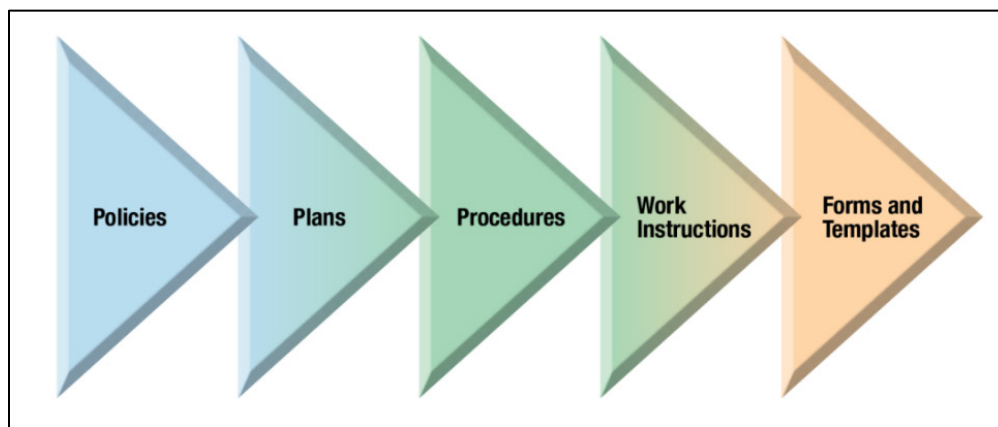 Policies
Plans
Procedures
Work
Instructions
Forms and
Templates